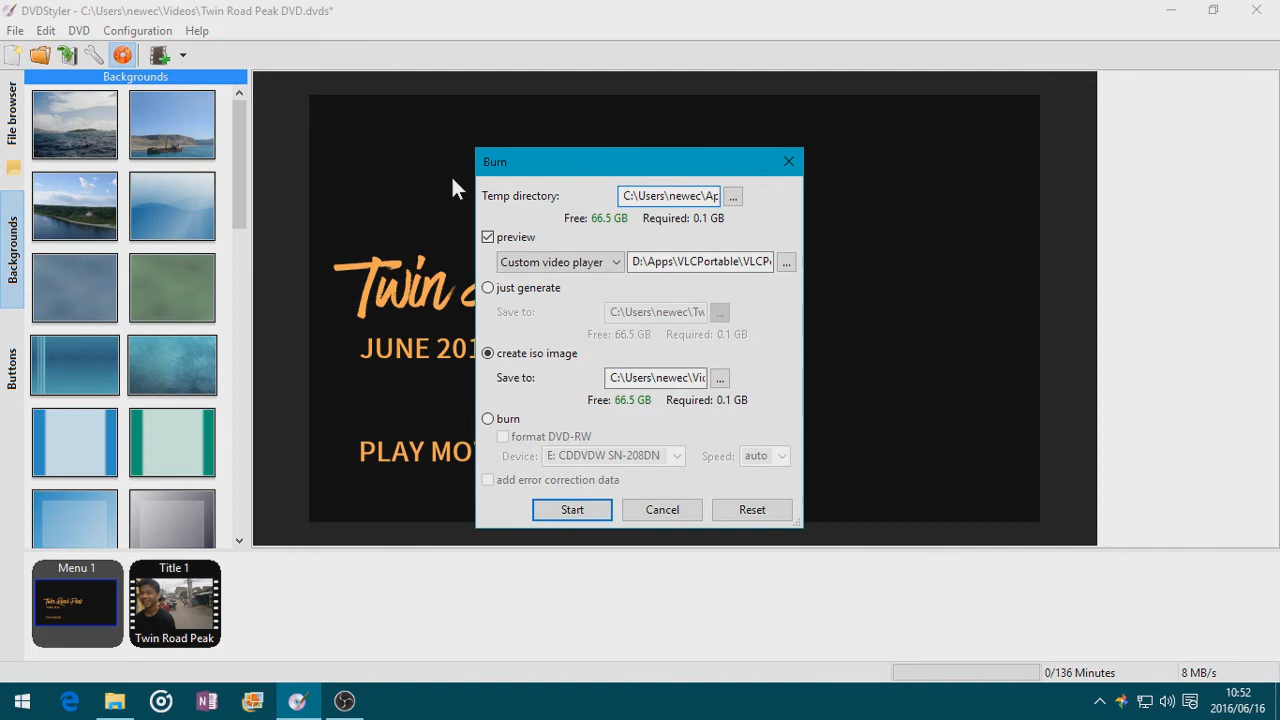 DVDStyler - C:\Users\newec\Videos\Twin Road Peak DVD.dvds*
File Edit DVD Configuration Help
Backgrounds
File browser
Backgrounds
Buttons
Twin
JUNE 201
PLAY MO
Burn
Temp directory: C:\Users\newec\Ap ...
Free: 66.5 GB Required: 0.1 GB
preview
Custom video player D:\Apps\VLCPortable\VLCP ...
just generate
Save to: C:\Users\newec\Tw ...
Free: 66.5 GB Required: 0.1 GB
create iso image
Save to: C:\Users\newec\Vid ...
Free: 66.5 GB Required: 0.1 GB
burn
format DVD-RW
Device: E: CDDVDW SN-208DN Speed: auto
add error correction data
Start Cancel Reset
Menu 1
Twin Road Peak
Title 1
Twin Road Peak
0/136 Minutes 8 MB/s
10:52
2016/06/16